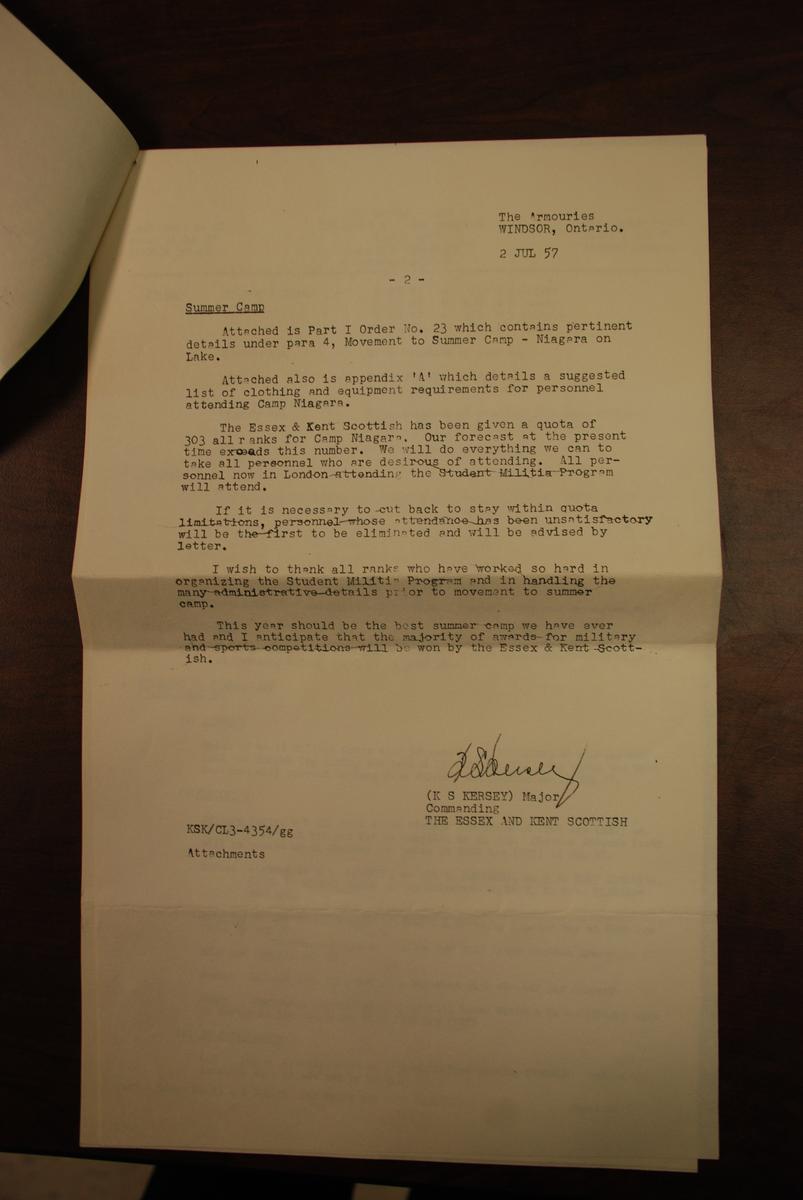 The Armouries
WINDSOR, Ontario.
2 JUL 57
- 2 -
Summer Camp
Attached is Part I Order No. 23 which contains pertinent
details under para 4, Movement to Summer Camp - Niagara on
Lake.
Attached also is appendix 'A' which details a suggested
list of clothing and equipment requirements for personnel
attending Camp Niagara.
The Essex & Kent Scottish has been given a quota of
303 all ranks for Camp Niagara. Our forecast at the present
time exceeds this number. We will do everything we can to
take all personnel who are desirous of attending. All per-
sonnel now in London attending the Student Militia Program
will attend.
If it is necessary to cut back to stay within quota
limitations, personnel whose attendance has been unsatisfactory
will be the first to be eliminated and will be advised by
letter.
I wish to thank all ranks who have worked so hard in
organizing the Student Militia Program and in handling the
many administrative details prior to movement to summer
camp.
This year should be the best summer camp we have ever
had and I anticipate that the majority of awards for military
and sports competitions will be won by the Essex & Kent Scott-
ish.
KSKersey
(K S KERSEY) Major
Commanding
THE ESSEX AND KENT SCOTTISH
KSK/CL3-4354/gg
Attachments